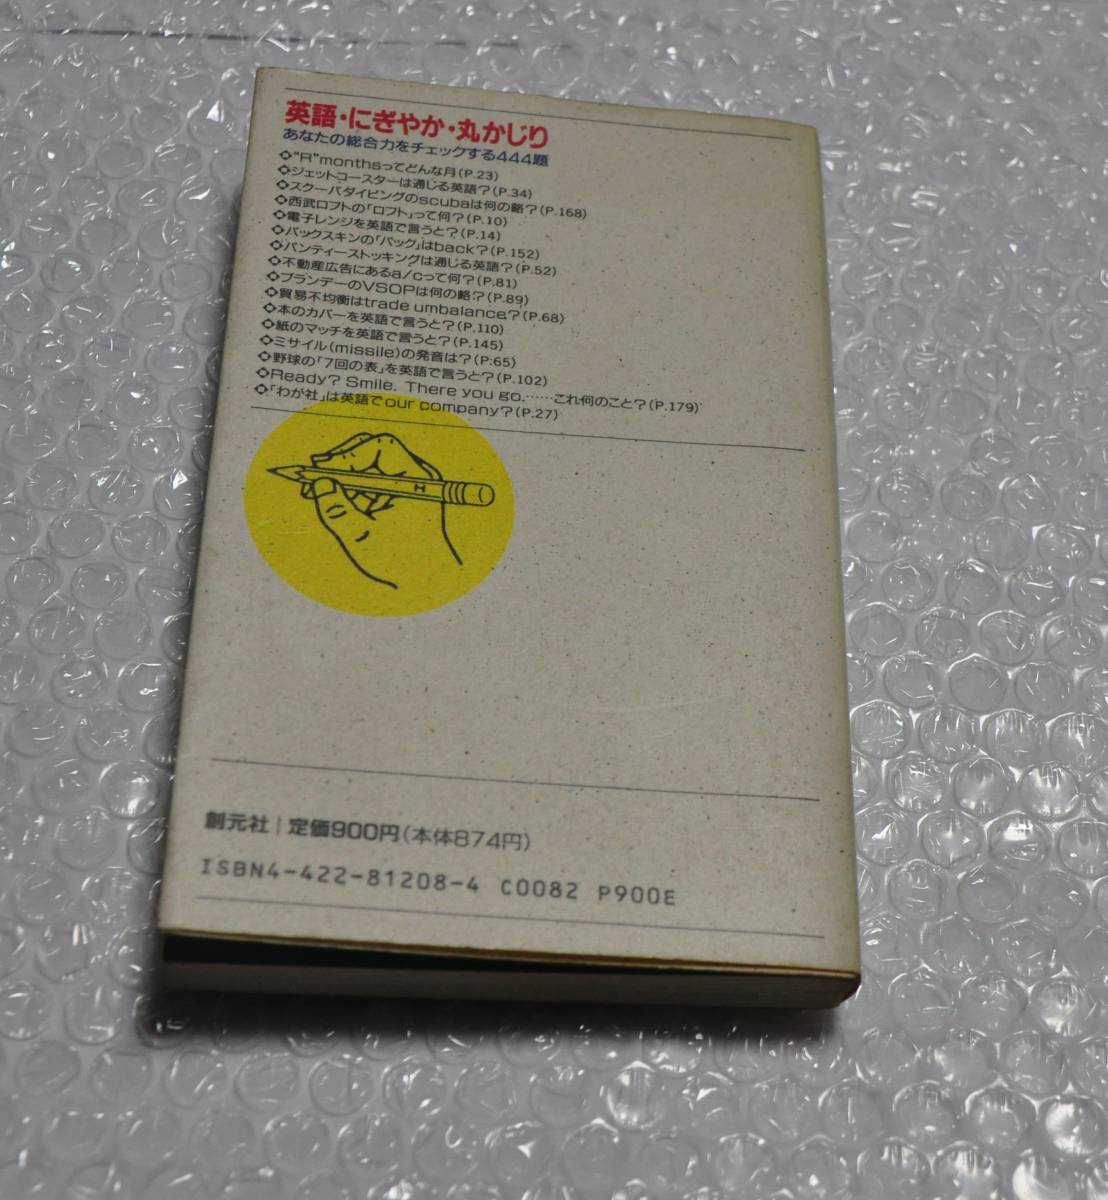 英語・にぎやか・丸かじり
あなたの総合力をチェックする444題
"R"monthsってどんな月(P.23)
ジェットコースターは通じる英語?(P.34)
スクーバダイビングのscubaは何の略?(P.168)
西武ロフトの「ロフト」って何?(P.10)
電子レンジを英語で言うと?(P.14)
バックスキンの「バック」はback?(P.152)
パンティーストッキングは通じる英語?(P.52)
不動産広告にあるa/cって何?(P.81)
ブランデーのVSOPは何の略?(P.89)
貿易不均衡はtrade umbalance?(P.68)
本のカバーを英語で言うと?(P.110)
紙のマッチを英語で言うと?(P.145)
ミサイル(missile)の発音は?(P.65)
野球の「7回の表」を英語で言うと?(P.102)
Ready? Smile. There you go.……これ何のこと?(P.179)
「わが社」は英語でour company?(P.27)
H
創元社|定価900円(本体874円)
ISBN4-422-81208-4 C0082 P900E